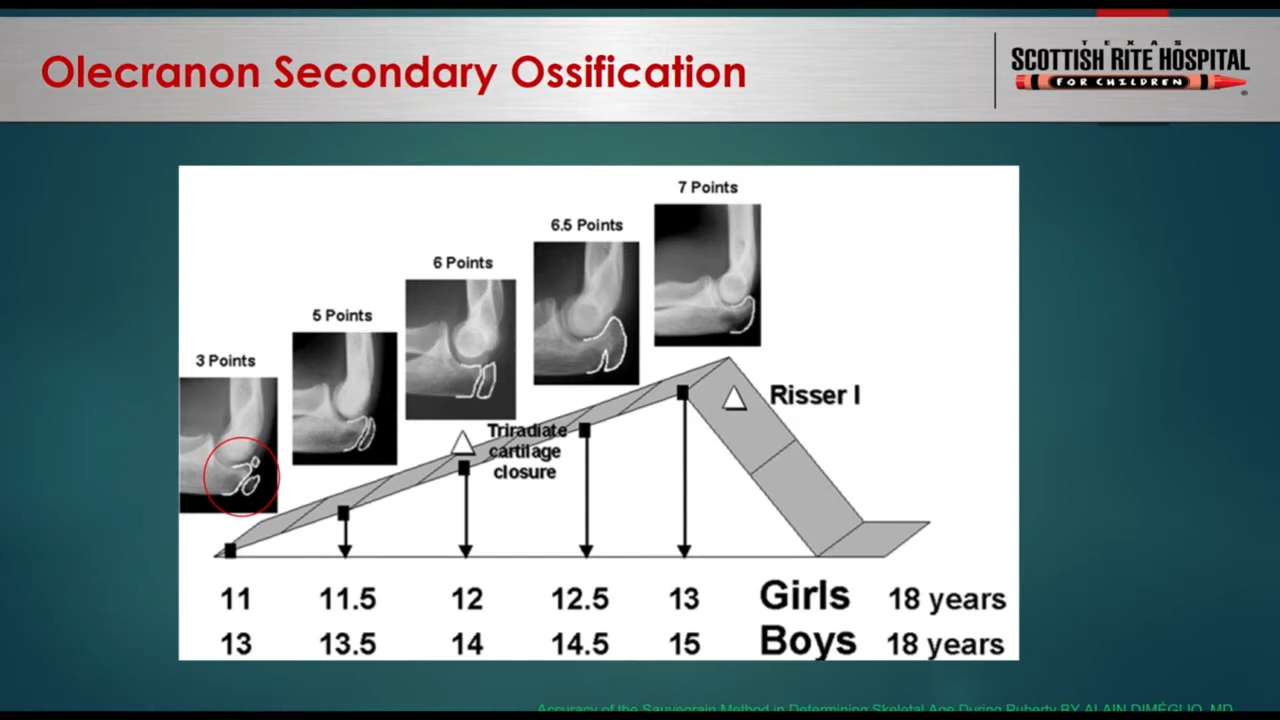 Olecranon Secondary Ossification
TEXAS
SCOTTISH RITE HOSPITAL
FOR CHILDREN
7 Points
6.5 Points
6 Points
5 Points
3 Points
Risser I
Triradiate
cartilage
closure
11 11.5 12 12.5 13 Girls 18 years
13 13.5 14 14.5 15 Boys 18 years
Accuracy of the Sauvegrain Method in Determining Skeletal Age During Puberty BY ALAIN DIMÉGLIO, MD